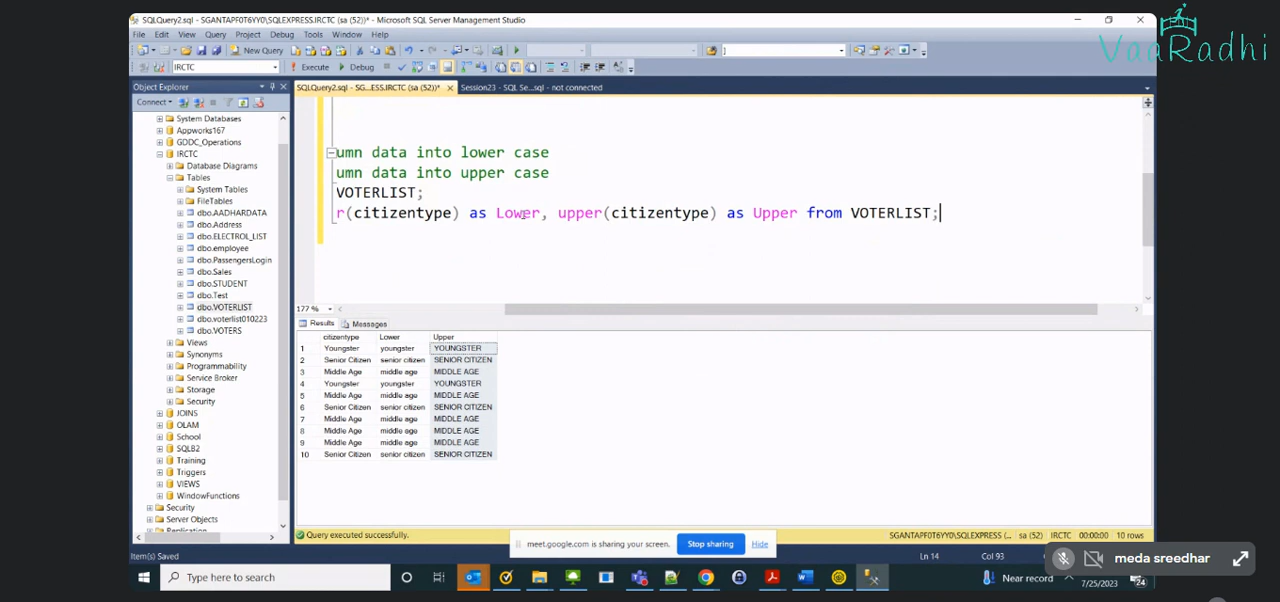 SQLQuery2.sql - SGANTAPF0T6YY0\SQLEXPRESS.IRCTC (sa (52))* - Microsoft SQL Server Management Studio
VaaRadhi
File Edit View Query Project Debug Tools Window Help
New Query
IRCTC Execute Debug
Object Explorer
SQLQuery2.sql - SG...ESS.IRCTC (sa (52))* Session23 - SQL Se...sql - not connected
Connect
System Databases
Appworks167
GDDC_Operations
IRCTC
Database Diagrams
Tables
System Tables
FileTables
dbo.AADHARDATA
dbo.Address
dbo.ELECTROL_LIST
dbo.employee
dbo.PassengersLogin
dbo.Sales
dbo.STUDENT
dbo.Test
dbo.VOTERLIST
dbo.voterlist010223
dbo.VOTERS
Views
Synonyms
Programmability
Service Broker
Storage
Security
JOINS
OLAM
School
SQLB2
Training
Triggers
VIEWS
WindowFunctions
Security
Server Objects
Replication
umn data into lower case
umn data into upper case
VOTERLIST;
r(citizentype) as Lower, upper(citizentype) as Upper from VOTERLIST;
177 %
Results Messages
citizentype Lower Upper
1 Youngster youngster YOUNGSTER
2 Senior Citizen senior citizen SENIOR CITIZEN
3 Middle Age middle age MIDDLE AGE
4 Youngster youngster YOUNGSTER
5 Middle Age middle age MIDDLE AGE
6 Senior Citizen senior citizen SENIOR CITIZEN
7 Middle Age middle age MIDDLE AGE
8 Middle Age middle age MIDDLE AGE
9 Middle Age middle age MIDDLE AGE
10 Senior Citizen senior citizen SENIOR CITIZEN
Query executed successfully. SGANTAPF0T6YY0\SQLEXPRESS (... sa (52) IRCTC 00:00:00 10 rows
meet.google.com is sharing your screen. Stop sharing Hide
Item(s) Saved Ln 14 Col 93
meda sreedhar
Type here to search
Near record
7/25/2023
24